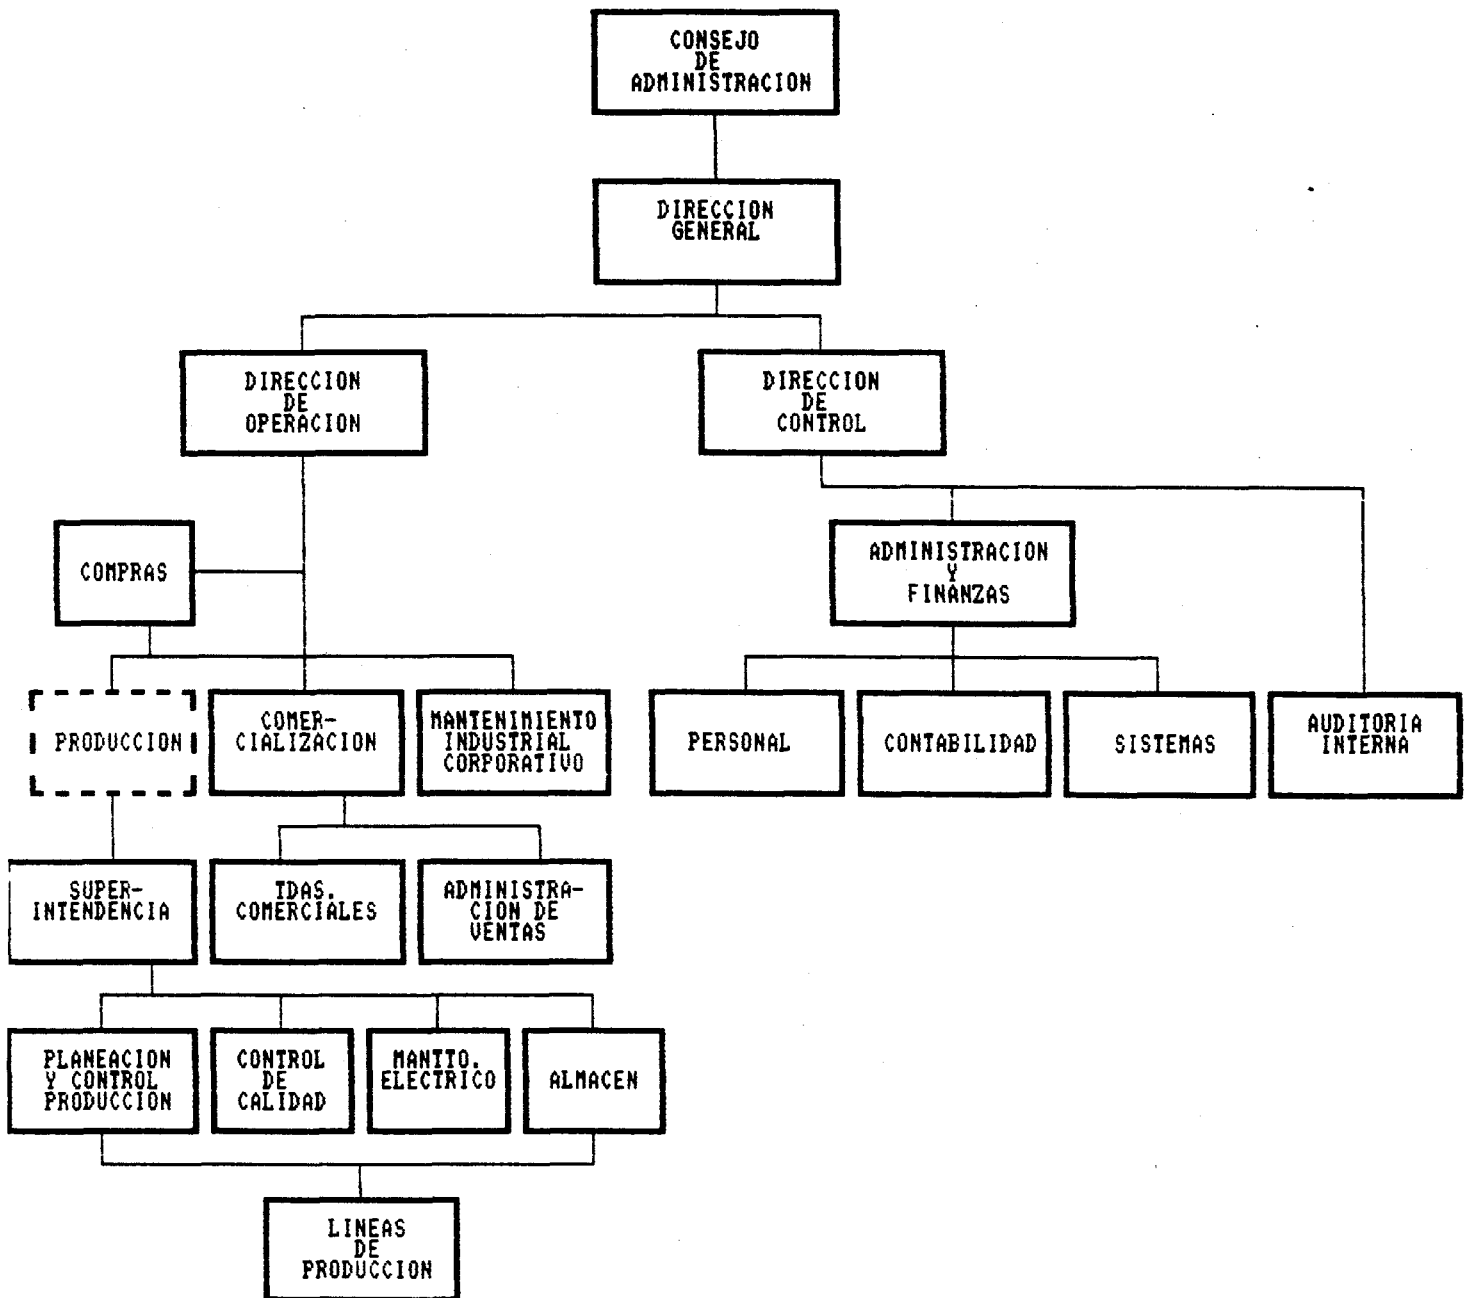 CONSEJO
DE
ADMINISTRACION
DIRECCION
GENERAL
DIRECCION
DE
OPERACION
DIRECCION
DE
CONTROL
COMPRAS
ADMINISTRACION
Y
FINANZAS
PRODUCCION
COMER-
CIALIZACION
MANTENIMIENTO
INDUSTRIAL
CORPORATIVO
PERSONAL
CONTABILIDAD
SISTEMAS
AUDITORIA
INTERNA
SUPER-
INTENDENCIA
TDAS.
COMERCIALES
ADMINISTRA-
CION DE
VENTAS
PLANEACION
Y CONTROL
PRODUCCION
CONTROL
DE
CALIDAD
MANTTO.
ELECTRICO
ALMACEN
LINEAS
DE
PRODUCCION